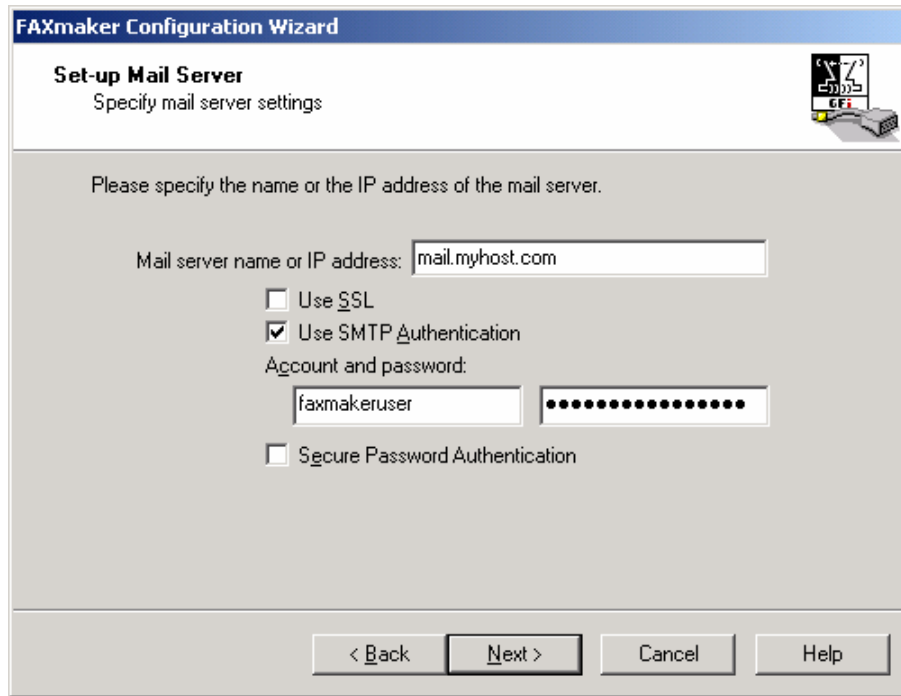 FAXmaker Configuration Wizard
Set-up Mail Server
Specify mail server settings
GFi
Please specify the name or the IP address of the mail server.
Mail server name or IP address: mail.myhost.com
Use SSL
Use SMTP Authentication
Account and password:
faxmakeruser ●●●●●●●●●●●●●●●●
Secure Password Authentication
< Back Next > Cancel Help